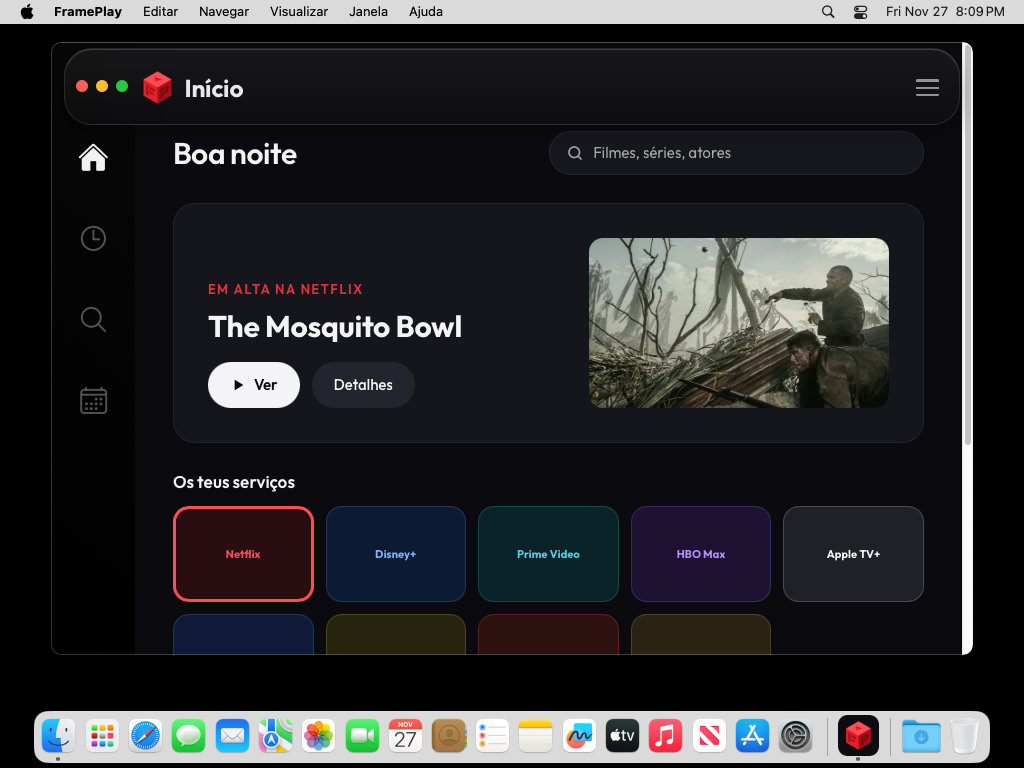 FramePlay Editar Navegar Visualizar Janela Ajuda Fri Nov 27 8:09 PM
Início
Boa noite
Filmes, séries, atores
EM ALTA NA NETFLIX
The Mosquito Bowl
Ver Detalhes
Os teus serviços
Netflix Disney+ Prime Video HBO Max Apple TV+
NOV
27
tv